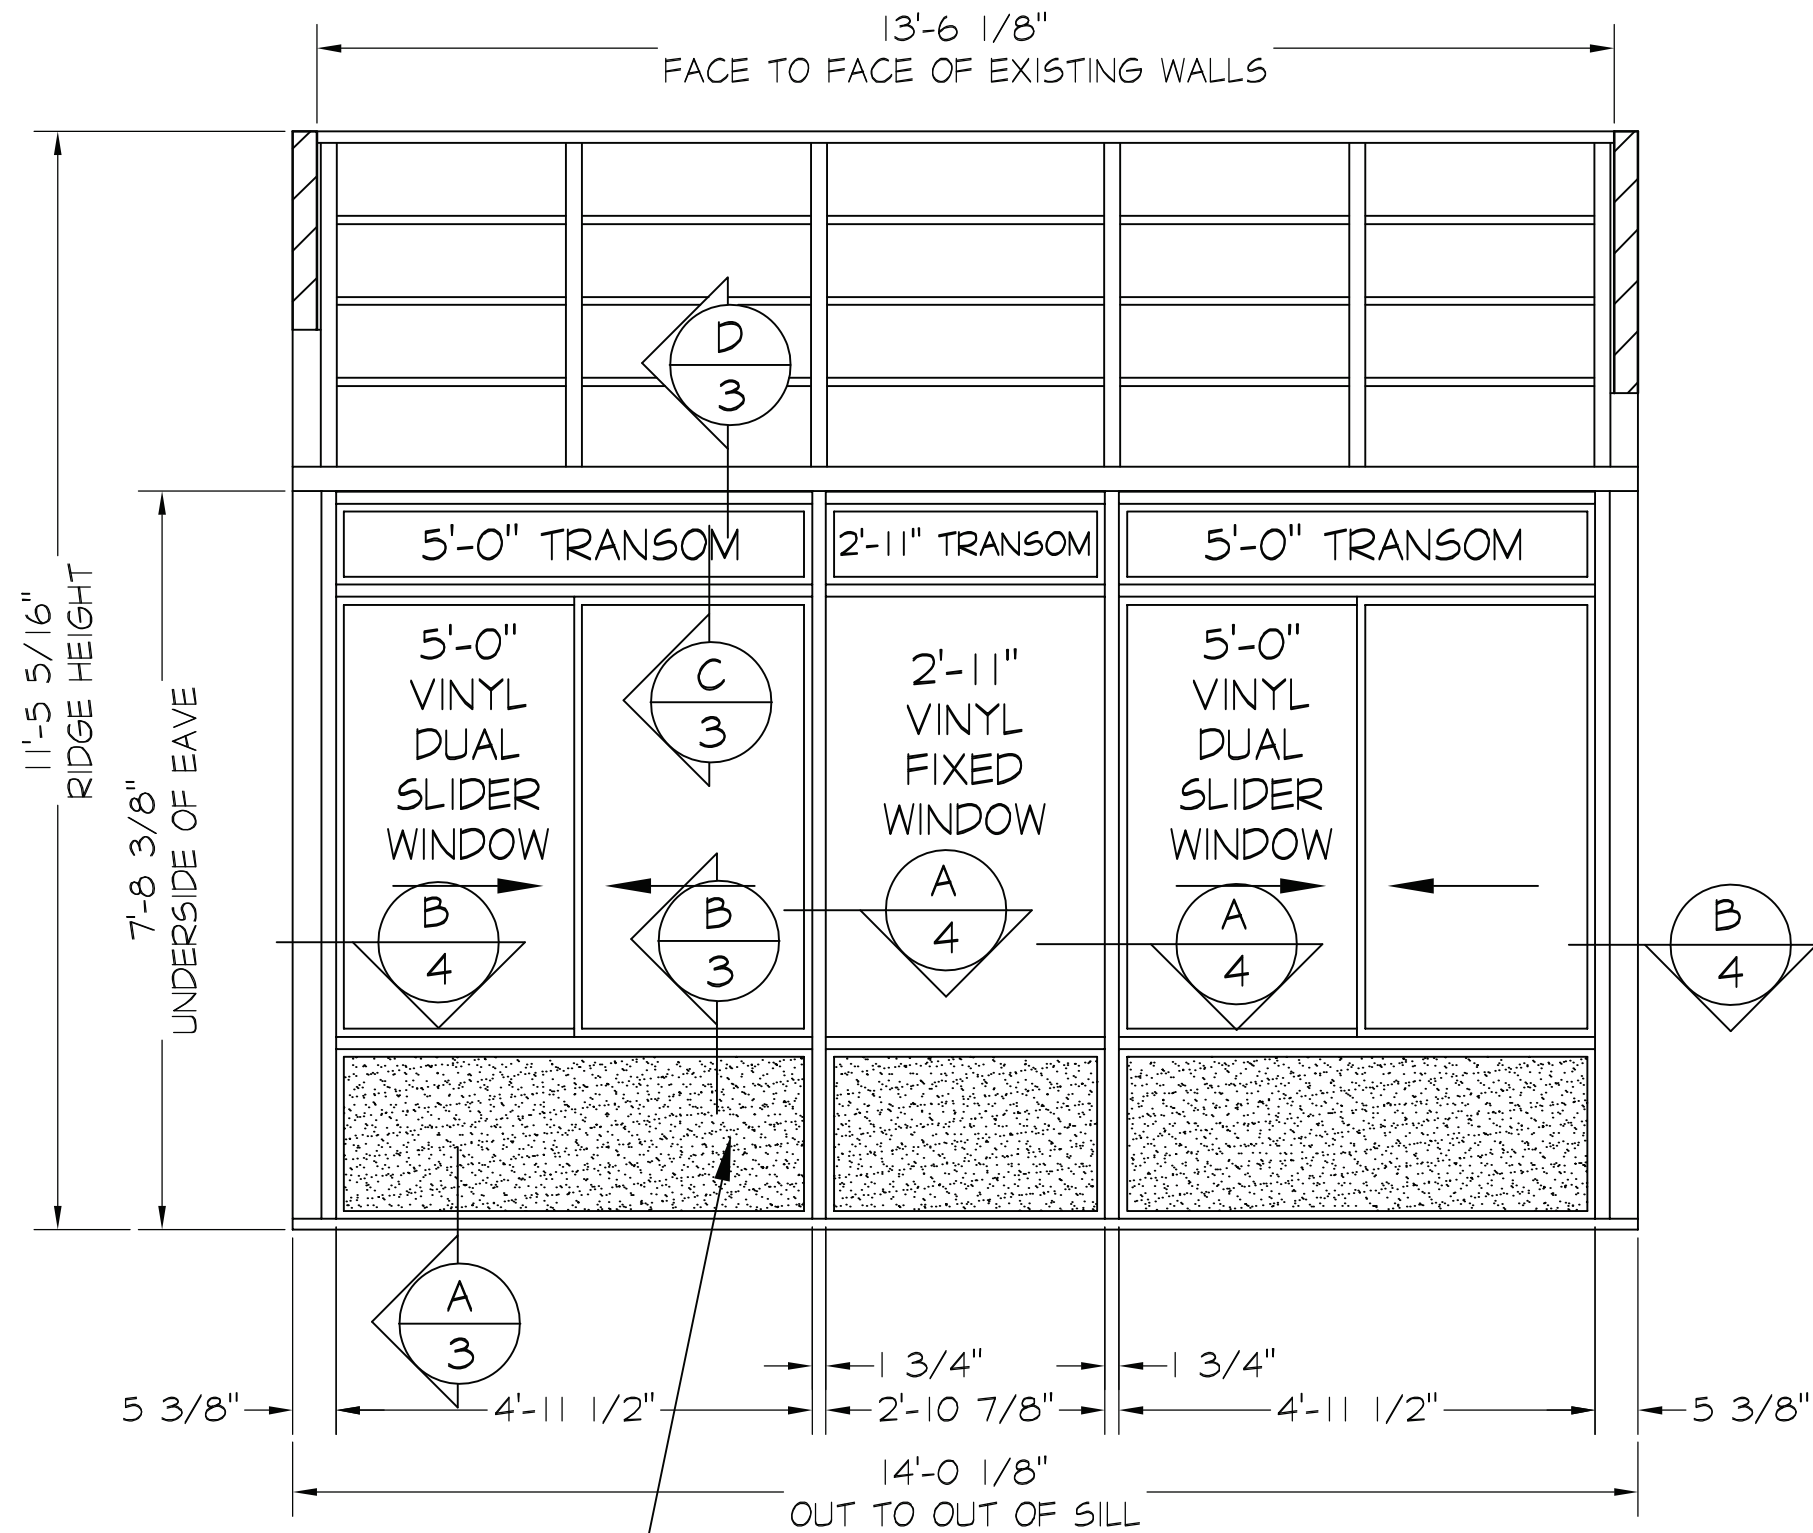 13'-6 1/8"
FACE TO FACE OF EXISTING WALLS
11'-5 5/16"
RIDGE HEIGHT
7'-8 3/8"
UNDERSIDE OF EAVE
D
3
5'-0" TRANSOM
2'-11" TRANSOM
5'-0" TRANSOM
5'-0"
VINYL
DUAL
SLIDER
WINDOW
C
3
2'-11"
VINYL
FIXED
WINDOW
5'-0"
VINYL
DUAL
SLIDER
WINDOW
B
4
B
3
A
4
A
4
B
4
A
3
1 3/4"
1 3/4"
5 3/8"
4'-11 1/2"
2'-10 7/8"
4'-11 1/2"
5 3/8"
14'-0 1/8"
OUT TO OUT OF SILL